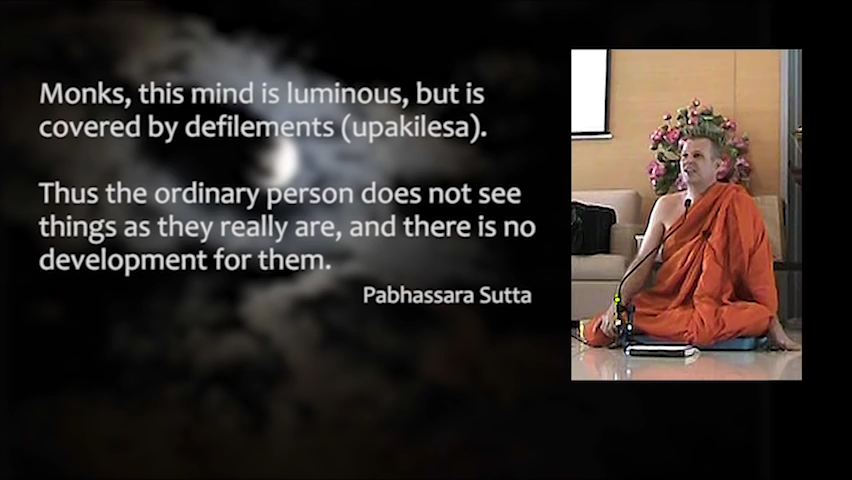 Monks, this mind is luminous, but is
covered by defilements (upakilesa).
Thus the ordinary person does not see
things as they really are, and there is no
development for them.
Pabhassara Sutta